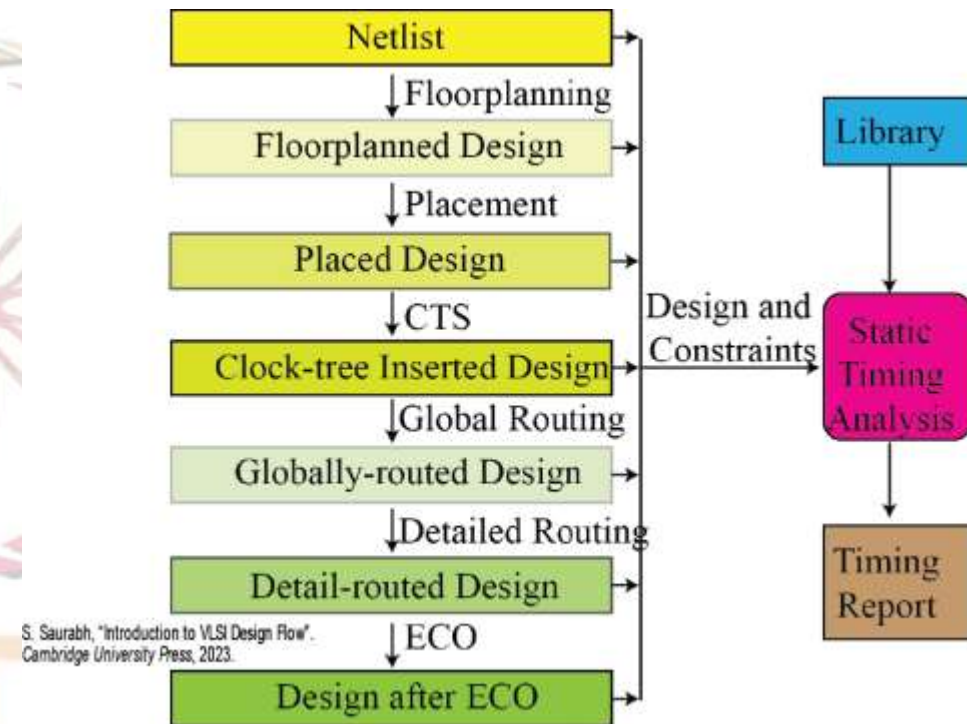 Netlist
Floorplanning
Floorplanned Design
Placement
Placed Design
CTS
Clock-tree Inserted Design
Global Routing
Globally-routed Design
Detailed Routing
Detail-routed Design
ECO
Design after ECO
Design and
Constraints
Library
Static
Timing
Analysis
Timing
Report
S. Saurabh, "Introduction to VLSI Design Flow".
Cambridge University Press, 2023.